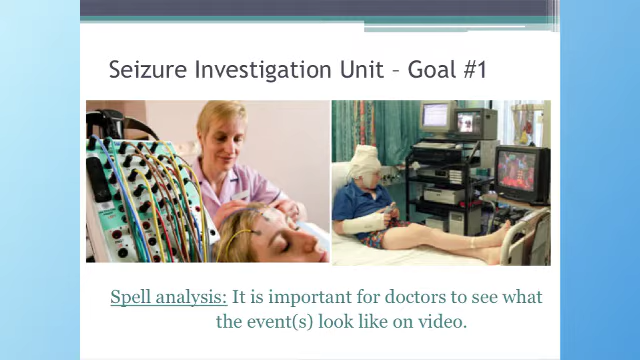 Seizure Investigation Unit – Goal #1
Spell analysis: It is important for doctors to see what
the event(s) look like on video.